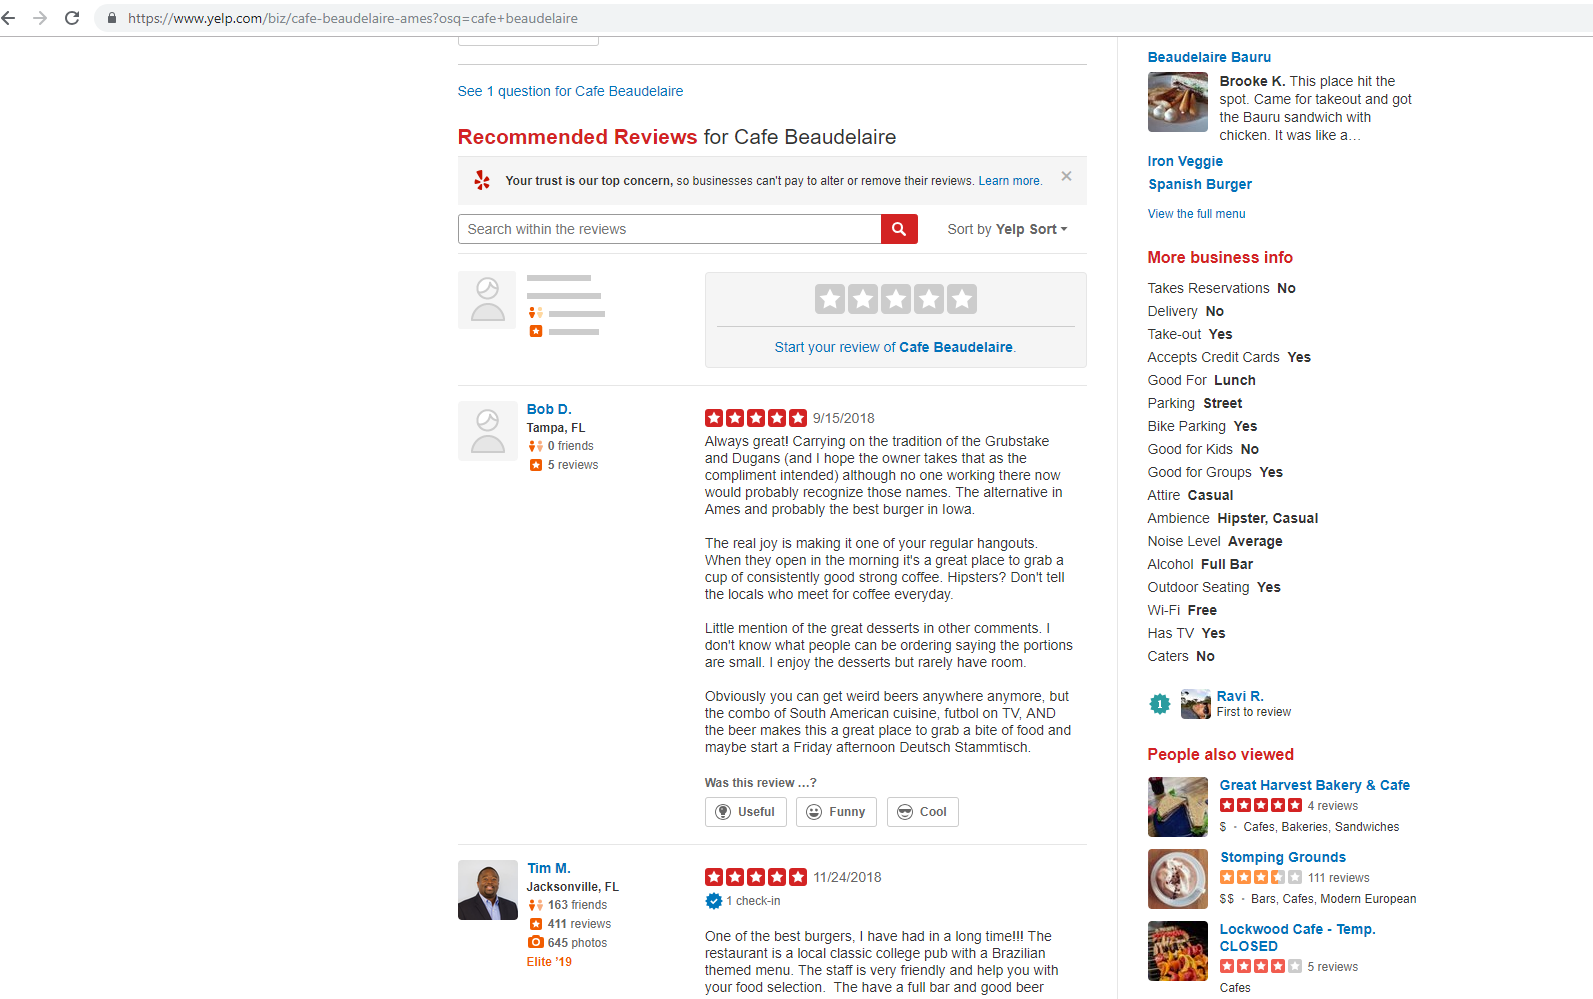 https://www.yelp.com/biz/cafe-beaudelaire-ames?osq=cafe+beaudelaire
See 1 question for Cafe Beaudelaire
Recommended Reviews for Cafe Beaudelaire
Your trust is our top concern, so businesses can't pay to alter or remove their reviews. Learn more.
Search within the reviews
Sort by Yelp Sort
Start your review of Cafe Beaudelaire.
Bob D.
Tampa, FL
0 friends
5 reviews
9/15/2018
Always great! Carrying on the tradition of the Grubstake
and Dugans (and I hope the owner takes that as the
compliment intended) although no one working there now
would probably recognize those names. The alternative in
Ames and probably the best burger in Iowa.
The real joy is making it one of your regular hangouts.
When they open in the morning it's a great place to grab a
cup of consistently good strong coffee. Hipsters? Don't tell
the locals who meet for coffee everyday.
Little mention of the great desserts in other comments. I
don't know what people can be ordering saying the portions
are small. I enjoy the desserts but rarely have room.
Obviously you can get weird beers anywhere anymore, but
the combo of South American cuisine, futbol on TV, AND
the beer makes this a great place to grab a bite of food and
maybe start a Friday afternoon Deutsch Stammtisch.
Was this review …?
Useful
Funny
Cool
Tim M.
Jacksonville, FL
163 friends
411 reviews
645 photos
Elite '19
11/24/2018
1 check-in
One of the best burgers, I have had in a long time!!! The
restaurant is a local classic college pub with a Brazilian
themed menu. The staff is very friendly and help you with
your food selection.  The have a full bar and good beer
Beaudelaire Bauru
Brooke K. This place hit the
spot. Came for takeout and got
the Bauru sandwich with
chicken. It was like a…
Iron Veggie
Spanish Burger
View the full menu
More business info
Takes Reservations No
Delivery No
Take-out Yes
Accepts Credit Cards Yes
Good For Lunch
Parking Street
Bike Parking Yes
Good for Kids No
Good for Groups Yes
Attire Casual
Ambience Hipster, Casual
Noise Level Average
Alcohol Full Bar
Outdoor Seating Yes
Wi-Fi Free
Has TV Yes
Caters No
1
Ravi R.
First to review
People also viewed
Great Harvest Bakery & Cafe
4 reviews
$ · Cafes, Bakeries, Sandwiches
Stomping Grounds
111 reviews
$$ · Bars, Cafes, Modern European
Lockwood Cafe - Temp.
CLOSED
5 reviews
Cafes